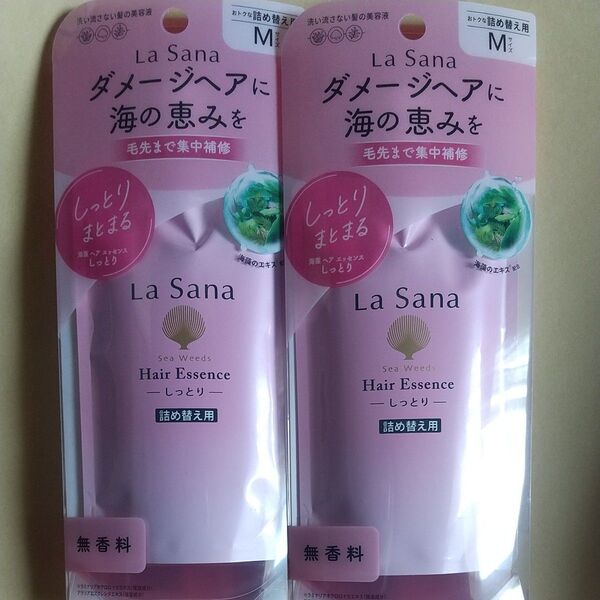 洗い流さない髪の美容液
おトクな詰め替え用
Mサイズ
La Sana
ダメージヘアに
海の恵みを
毛先まで集中補修
しっとり
まとまる
海藻 ヘア エッセンス
しっとり
海藻のエキス 配合
La Sana
Sea Weeds
Hair Essence
しっとり
詰め替え用
無香料
洗い流さない髪の美容液
おトクな詰め替え用
Mサイズ
La Sana
ダメージヘアに
海の恵みを
毛先まで集中補修
しっとり
まとまる
海藻 ヘア エッセンス
しっとり
海藻のエキス 配合
La Sana
Sea Weeds
Hair Essence
しっとり
詰め替え用
無香料